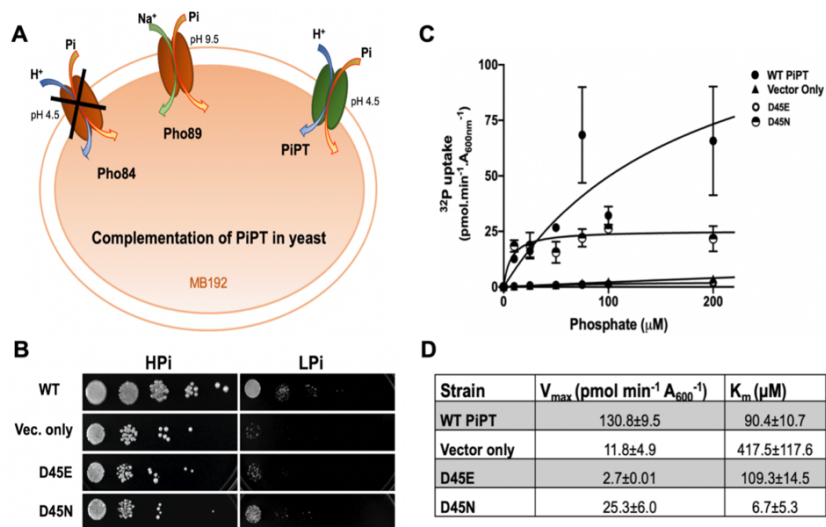 A
Na⁺
Pi
pH 9.5
Pi
H⁺
pH 4.5
Pho84
Pho89
H⁺
Pi
pH 4.5
PiPT
Complementation of PiPT in yeast
MB192
B
HPi
LPi
WT
Vec. only
D45E
D45N
C
³²P uptake
(pmol.min⁻¹.A₆₀₀ₙₘ⁻¹)
100
75
50
25
0
0
100
200
Phosphate (µM)
WT PiPT
Vector Only
D45E
D45N
D
Strain Vmax (pmol min⁻¹ A₆₀₀⁻¹) Km (µM)
WT PiPT 130.8±9.5 90.4±10.7
Vector only 11.8±4.9 417.5±117.6
D45E 2.7±0.01 109.3±14.5
D45N 25.3±6.0 6.7±5.3